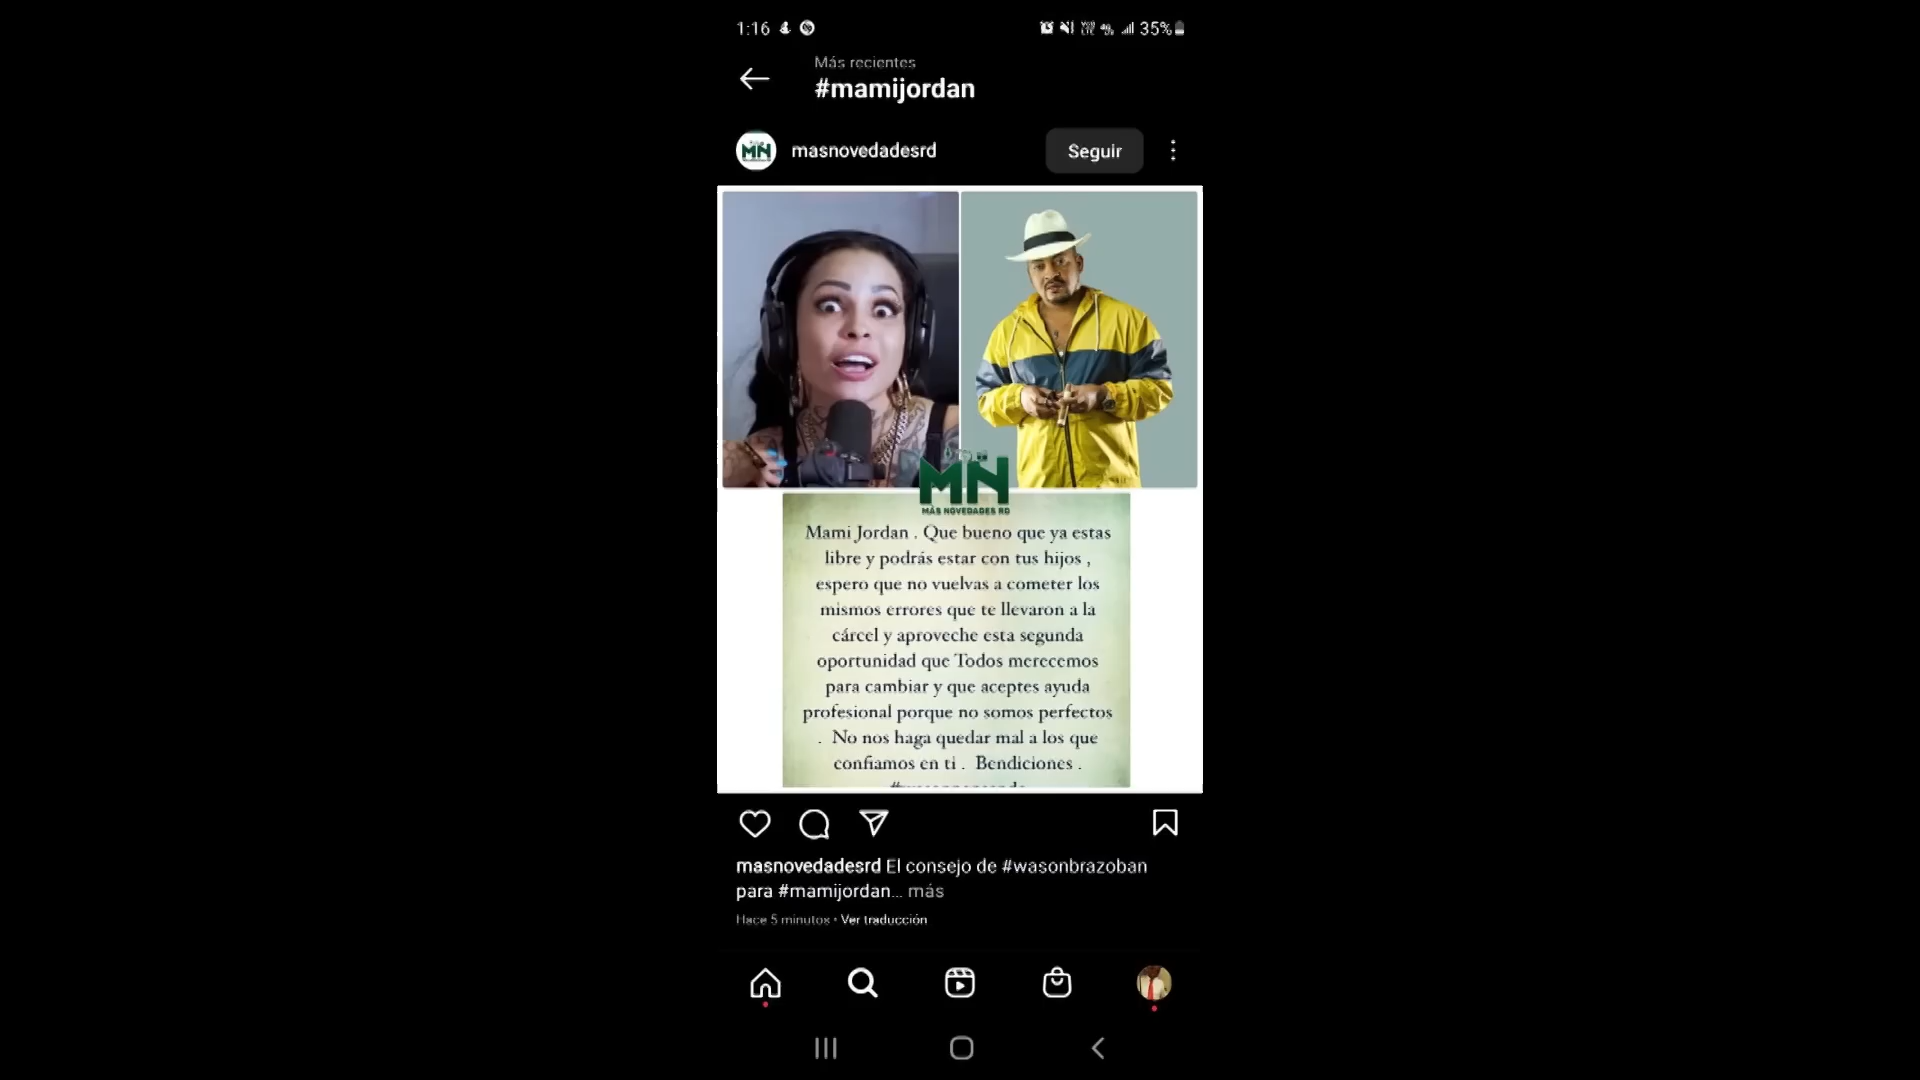 1:16
35%
Más recientes
#mamijordan
MN
masnovedadesrd
Seguir
MN
MÁS NOVEDADES RD
Mami Jordan . Que bueno que ya estas
libre y podrás estar con tus hijos ,
espero que no vuelvas a cometer los
mismos errores que te llevaron a la
cárcel y aproveche esta segunda
oportunidad que Todos merecemos
para cambiar y que aceptes ayuda
profesional porque no somos perfectos
. No nos haga quedar mal a los que
confiamos en ti . Bendiciones .
masnovedadesrd El consejo de #wasonbrazoban
para #mamijordan... más
Hace 5 minutos • Ver traducción